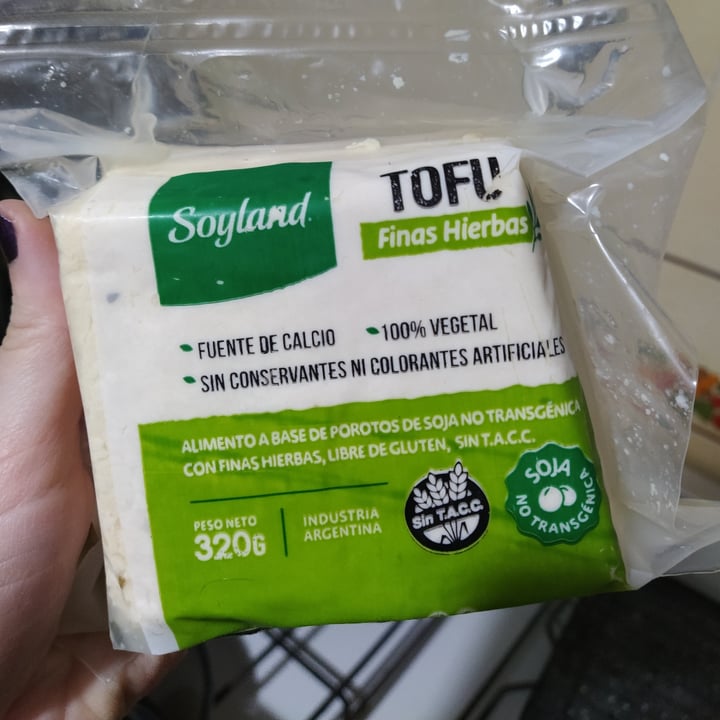 Soyland
TOFU
Finas Hierbas
FUENTE DE CALCIO
100% VEGETAL
SIN CONSERVANTES NI COLORANTES ARTIFICIALES
ALIMENTO A BASE DE POROTOS DE SOJA NO TRANSGÉNICA
CON FINAS HIERBAS, LIBRE DE GLUTEN, SIN T.A.C.C.
PESO NETO
320G
INDUSTRIA
ARGENTINA
Sin T.A.C.C.
SOJA
NO TRANSGÉNICA